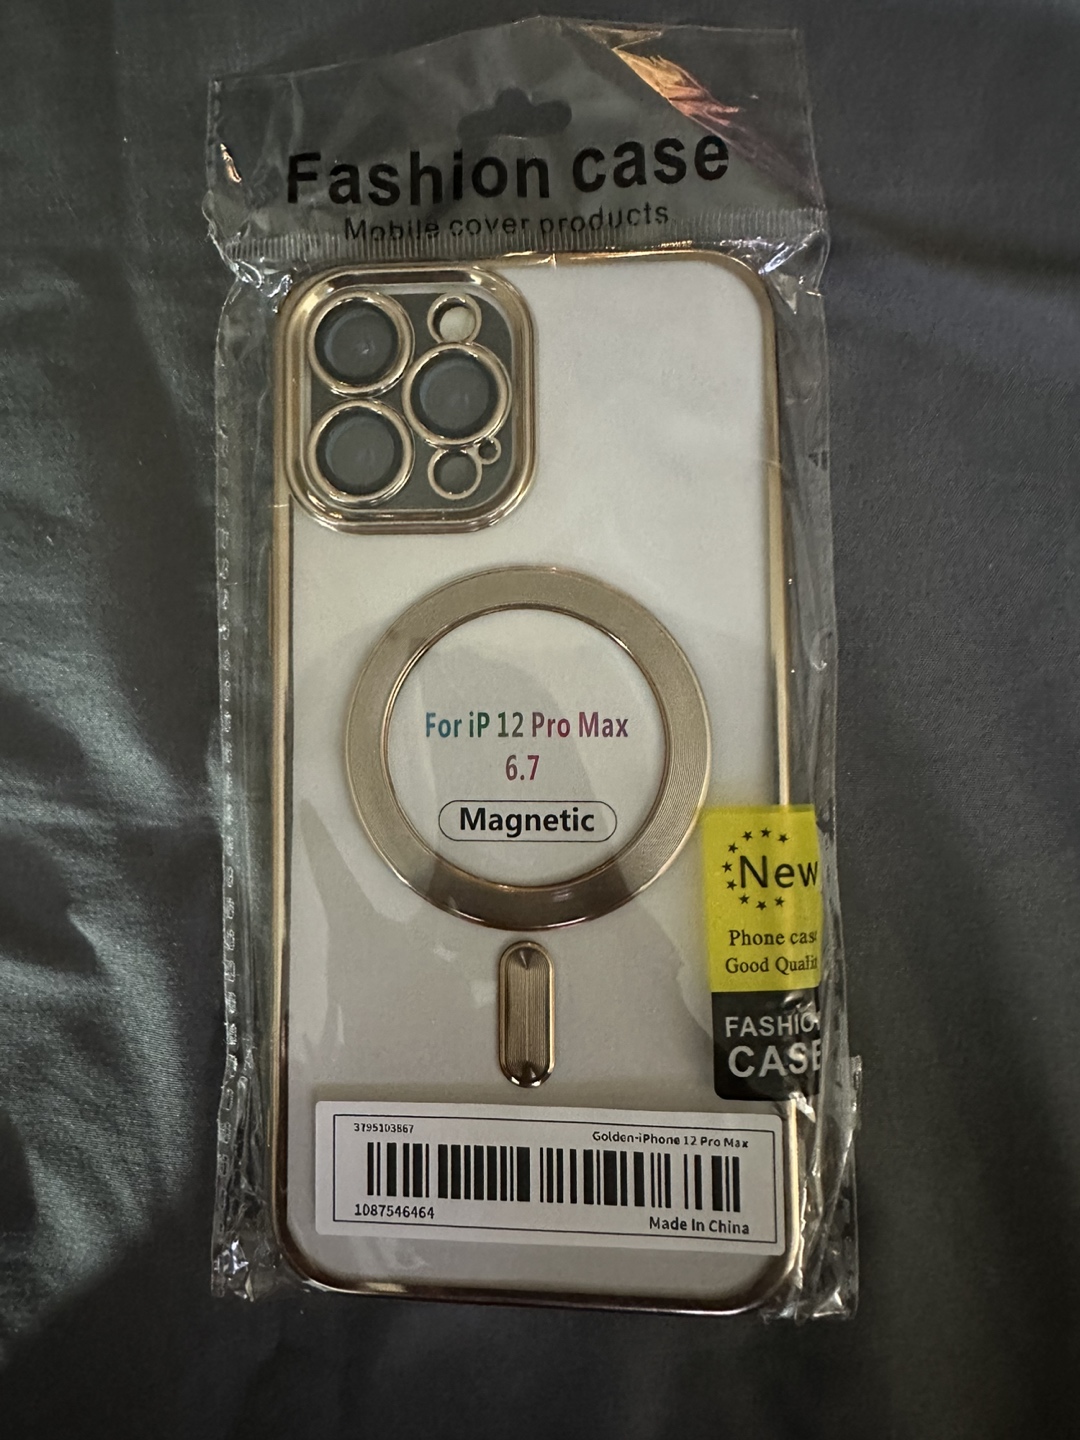 Fashion case
Mobile cover products
For iP 12 Pro Max
6.7
Magnetic
New
Phone cas
Good Qualit
FASHIO
CASE
3795103867
Golden-iPhone 12 Pro Max
1087546464
Made In China